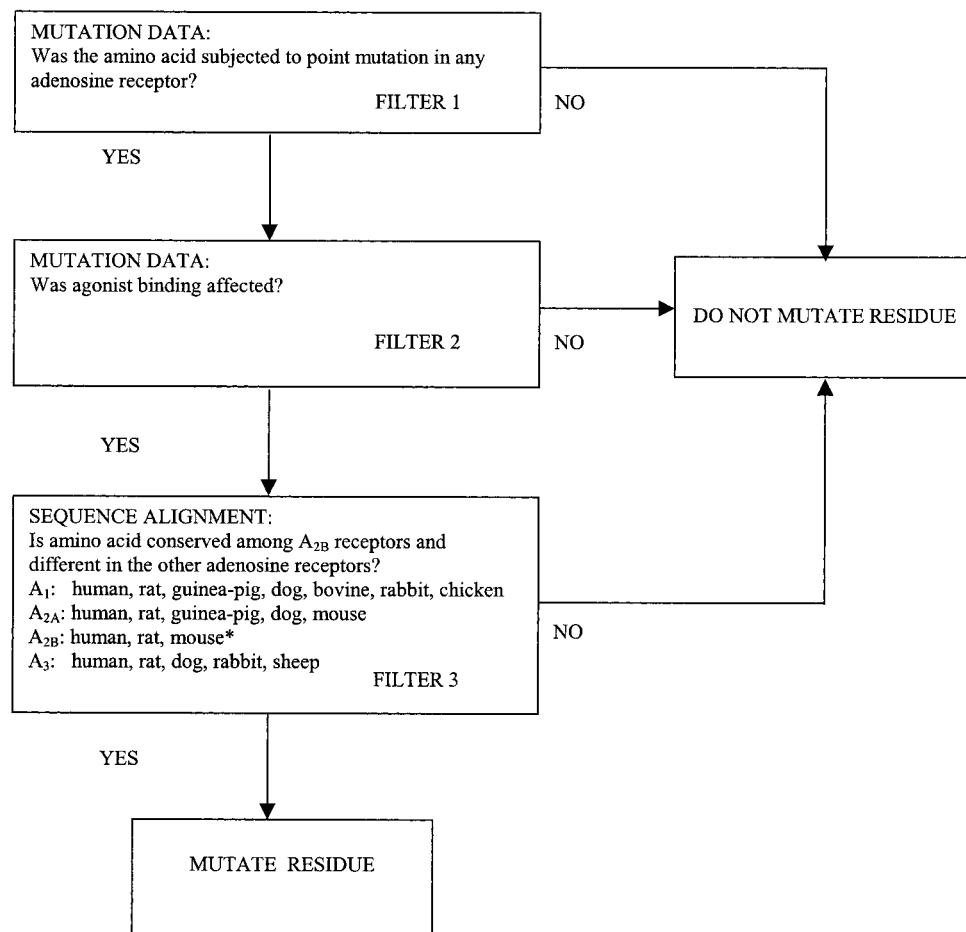 MUTATION DATA:
Was the amino acid subjected to point mutation in any
adenosine receptor?
FILTER 1
NO
YES
MUTATION DATA:
Was agonist binding affected?
FILTER 2
NO
DO NOT MUTATE RESIDUE
YES
SEQUENCE ALIGNMENT:
Is amino acid conserved among A2B receptors and
different in the other adenosine receptors?
A1: human, rat, guinea-pig, dog, bovine, rabbit, chicken
A2A: human, rat, guinea-pig, dog, mouse
A2B: human, rat, mouse*
A3: human, rat, dog, rabbit, sheep
FILTER 3
NO
YES
MUTATE RESIDUE